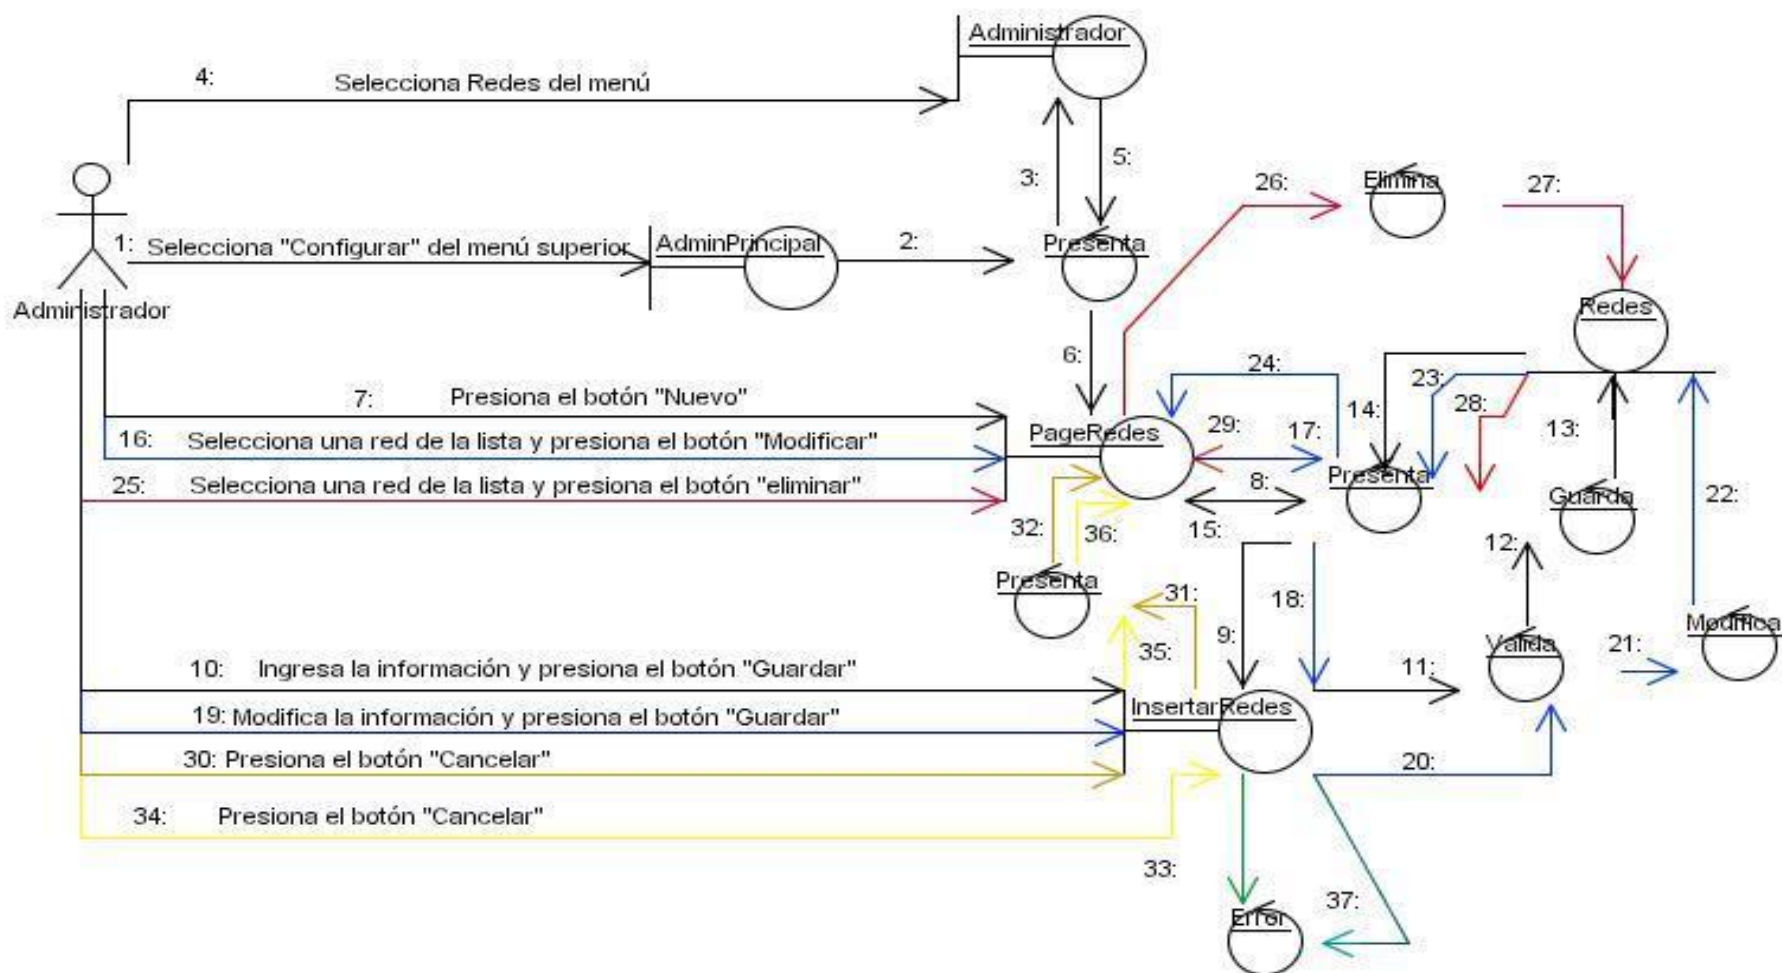 Administrador
4: Selecciona Redes del menú
3:
5:
26:
Elimina
27:
1: Selecciona "Configurar" del menú superior
AdminPrincipal
2:
Presenta
Administrador
Redes
6:
24:
23:
7: Presiona el botón "Nuevo"
14:
28:
16: Selecciona una red de la lista y presiona el botón "Modificar"
PageRedes
29:
17:
13:
25: Selecciona una red de la lista y presiona el botón "eliminar"
8:
Presenta
Guarda
22:
32:
36:
15:
12:
Presenta
31:
18:
9:
Valida
Modifica
10: Ingresa la información y presiona el botón "Guardar"
35:
11:
21:
19: Modifica la información y presiona el botón "Guardar"
InsertarRedes
30: Presiona el botón "Cancelar"
20:
34: Presiona el botón "Cancelar"
33:
37:
Error